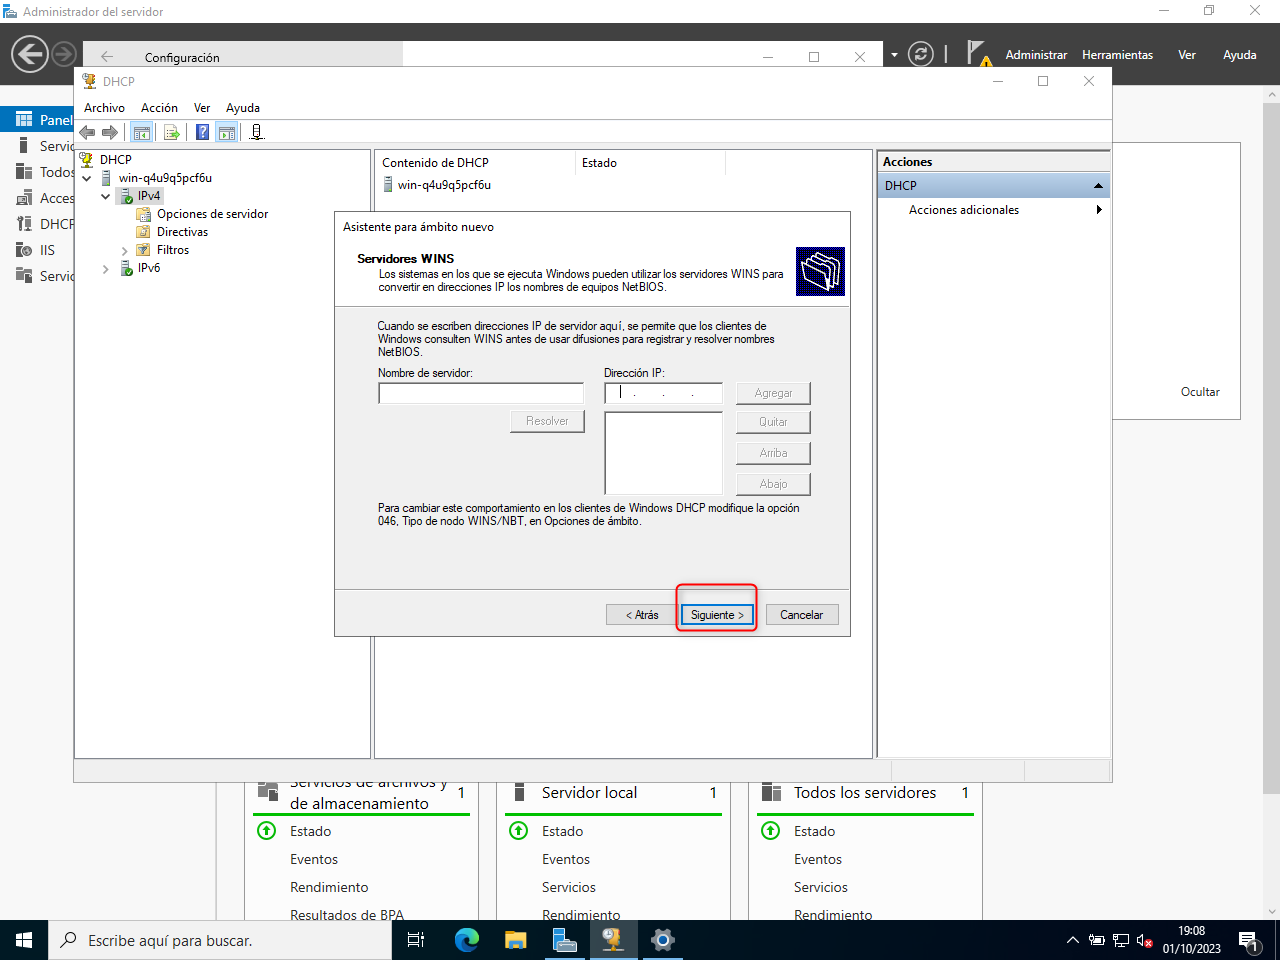 Administrador del servidor
Configuración
Administrar Herramientas Ver Ayuda
DHCP
Archivo Acción Ver Ayuda
Panel
Servic
Todos
Acces
DHCP
IIS
Servic
DHCP
win-q4u9q5pcf6u
IPv4
Opciones de servidor
Directivas
Filtros
IPv6
Contenido de DHCP Estado
win-q4u9q5pcf6u
Acciones
DHCP
Acciones adicionales
Asistente para ámbito nuevo
Servidores WINS
Los sistemas en los que se ejecuta Windows pueden utilizar los servidores WINS para
convertir en direcciones IP los nombres de equipos NetBIOS.
Cuando se escriben direcciones IP de servidor aquí, se permite que los clientes de
Windows consulten WINS antes de usar difusiones para registrar y resolver nombres
NetBIOS.
Nombre de servidor: Dirección IP:
. . .
Agregar
Resolver
Quitar
Arriba
Abajo
Para cambiar este comportamiento en los clientes de Windows DHCP modifique la opción
046, Tipo de nodo WINS/NBT, en Opciones de ámbito.
< Atrás Siguiente > Cancelar
Ocultar
Servicios de archivos y
de almacenamiento 1
Estado
Eventos
Rendimiento
Resultados de BPA
Servidor local 1
Estado
Eventos
Servicios
Rendimiento
Todos los servidores 1
Estado
Eventos
Servicios
Rendimiento
Escribe aquí para buscar.
19:08
01/10/2023
1